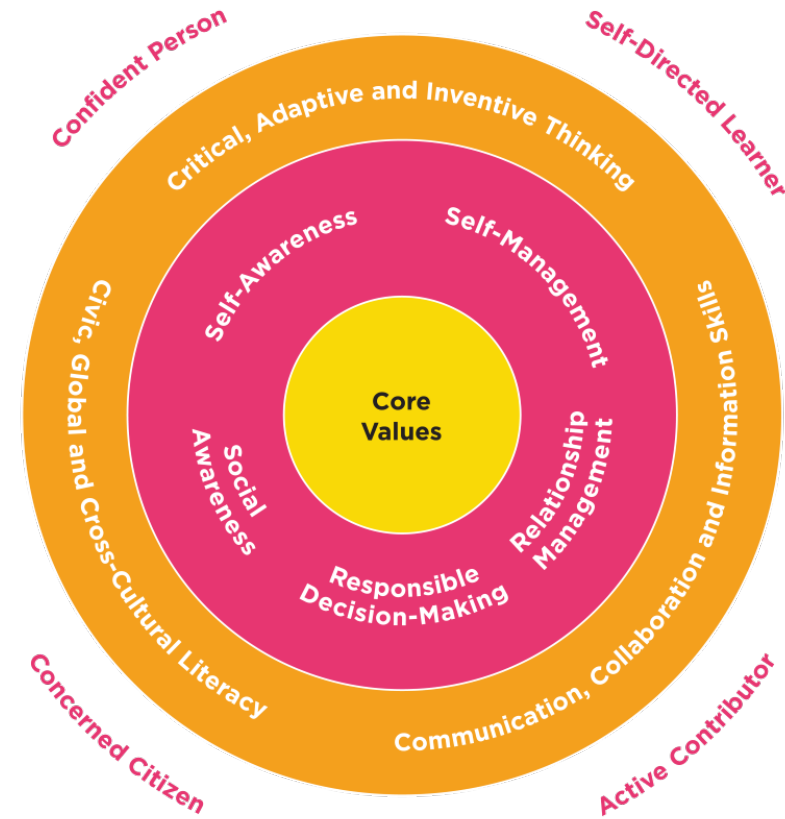 Confident Person
Self-Directed Learner
Critical, Adaptive and Inventive Thinking
Self-Awareness
Self-Management
Civic, Global and Cross-Cultural Literacy
Communication, Collaboration and Information Skills
Core
Values
Social
Awareness
Relationship
Management
Responsible
Decision-Making
Concerned Citizen
Active Contributor